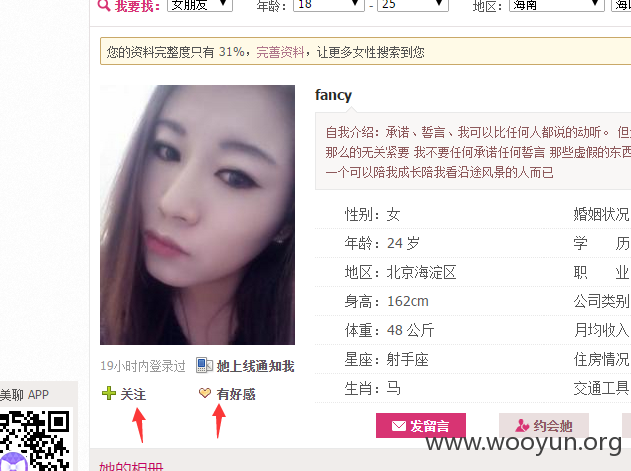 我要找： 女朋友 年龄： 18 - 25 地区： 海南
您的资料完整度只有 31%，完善资料，让更多女性搜索到您
fancy
自我介绍：承诺、誓言、我可以比任何人都说的动听。 但
那么的无关紧要 我不要任何承诺任何誓言 那些虚假的东西
一个可以陪我成长陪我看沿途风景的人而已
性别：女 婚姻状况
年龄：24 岁 学 历
地区：北京海淀区 职 业
身高：162cm 公司类别
体重：48 公斤 月均收入
星座：射手座 住房情况
生肖：马 交通工具
19小时内登录过 她上线通知我
关注 有好感
美聊 APP
发留言 约会她
www.wooyun.org
她的相册